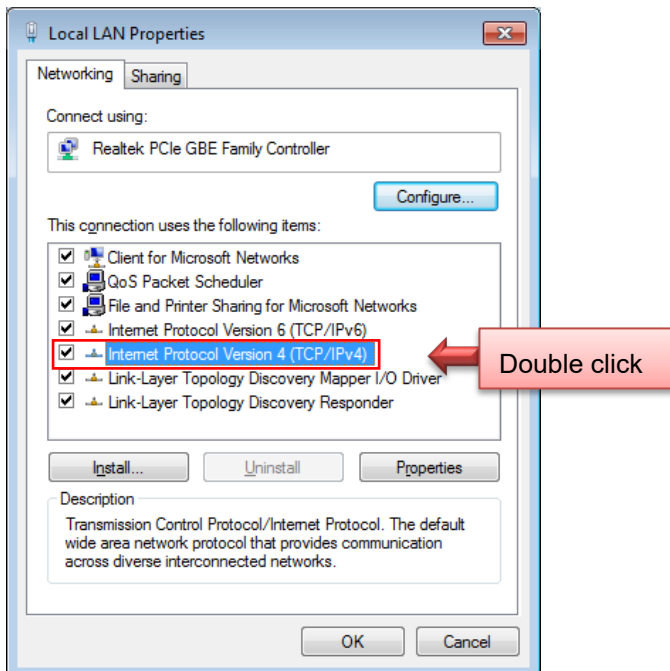 Local LAN Properties
Networking
Sharing
Connect using:
Realtek PCIe GBE Family Controller
Configure...
This connection uses the following items:
Client for Microsoft Networks
QoS Packet Scheduler
File and Printer Sharing for Microsoft Networks
Internet Protocol Version 6 (TCP/IPv6)
Internet Protocol Version 4 (TCP/IPv4)
Double click
Link-Layer Topology Discovery Mapper I/O Driver
Link-Layer Topology Discovery Responder
Install...
Uninstall
Properties
Description
Transmission Control Protocol/Internet Protocol. The default
wide area network protocol that provides communication
across diverse interconnected networks.
OK
Cancel